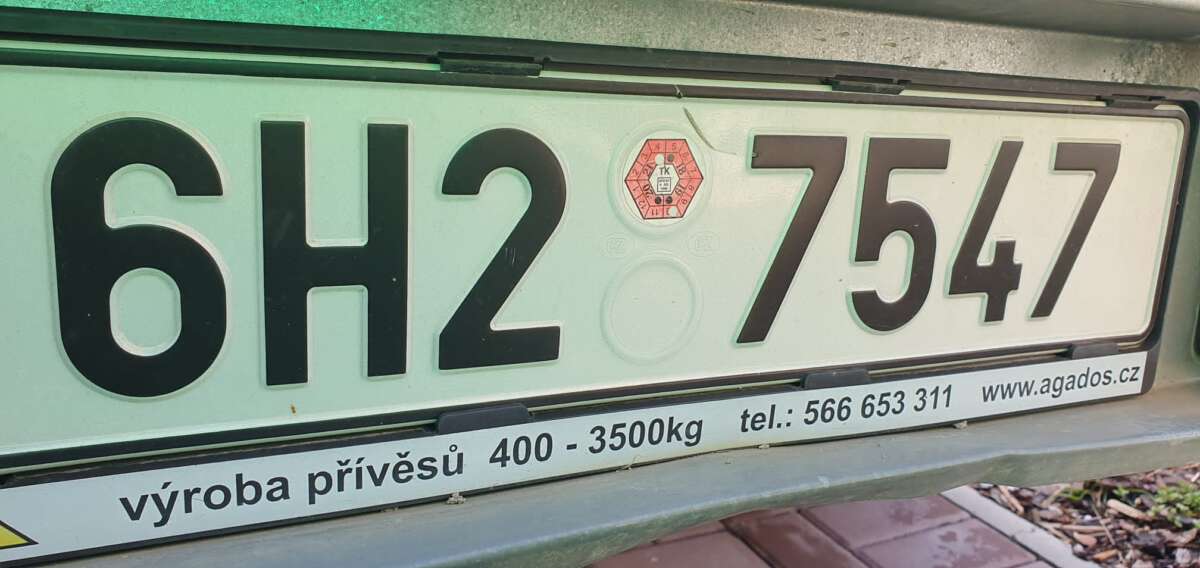 6H2 7547
TK
výroba přívěsů 400 - 3500kg tel.: 566 653 311 www.agados.cz